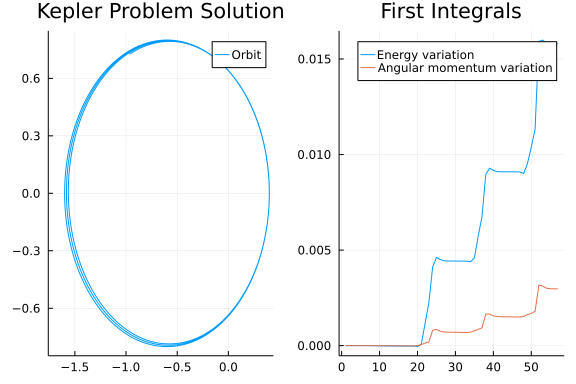 Kepler Problem Solution
First Integrals
Orbit
Energy variation
Angular momentum variation
0.6
0.3
0.0
−0.3
−0.6
−1.5 −1.0 −0.5 0.0
0.015
0.010
0.005
0.000
0 10 20 30 40 50